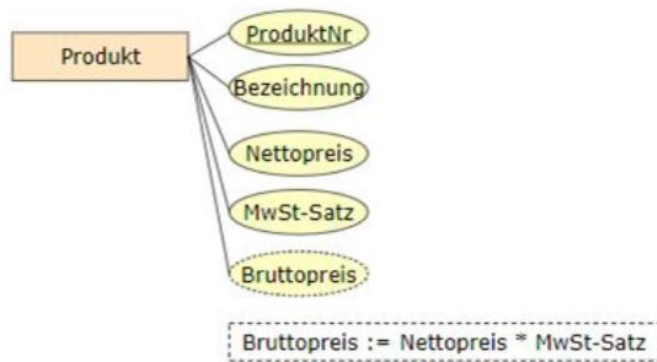 Produkt
ProduktNr
Bezeichnung
Nettopreis
MwSt-Satz
Bruttopreis
Bruttopreis := Nettopreis * MwSt-Satz